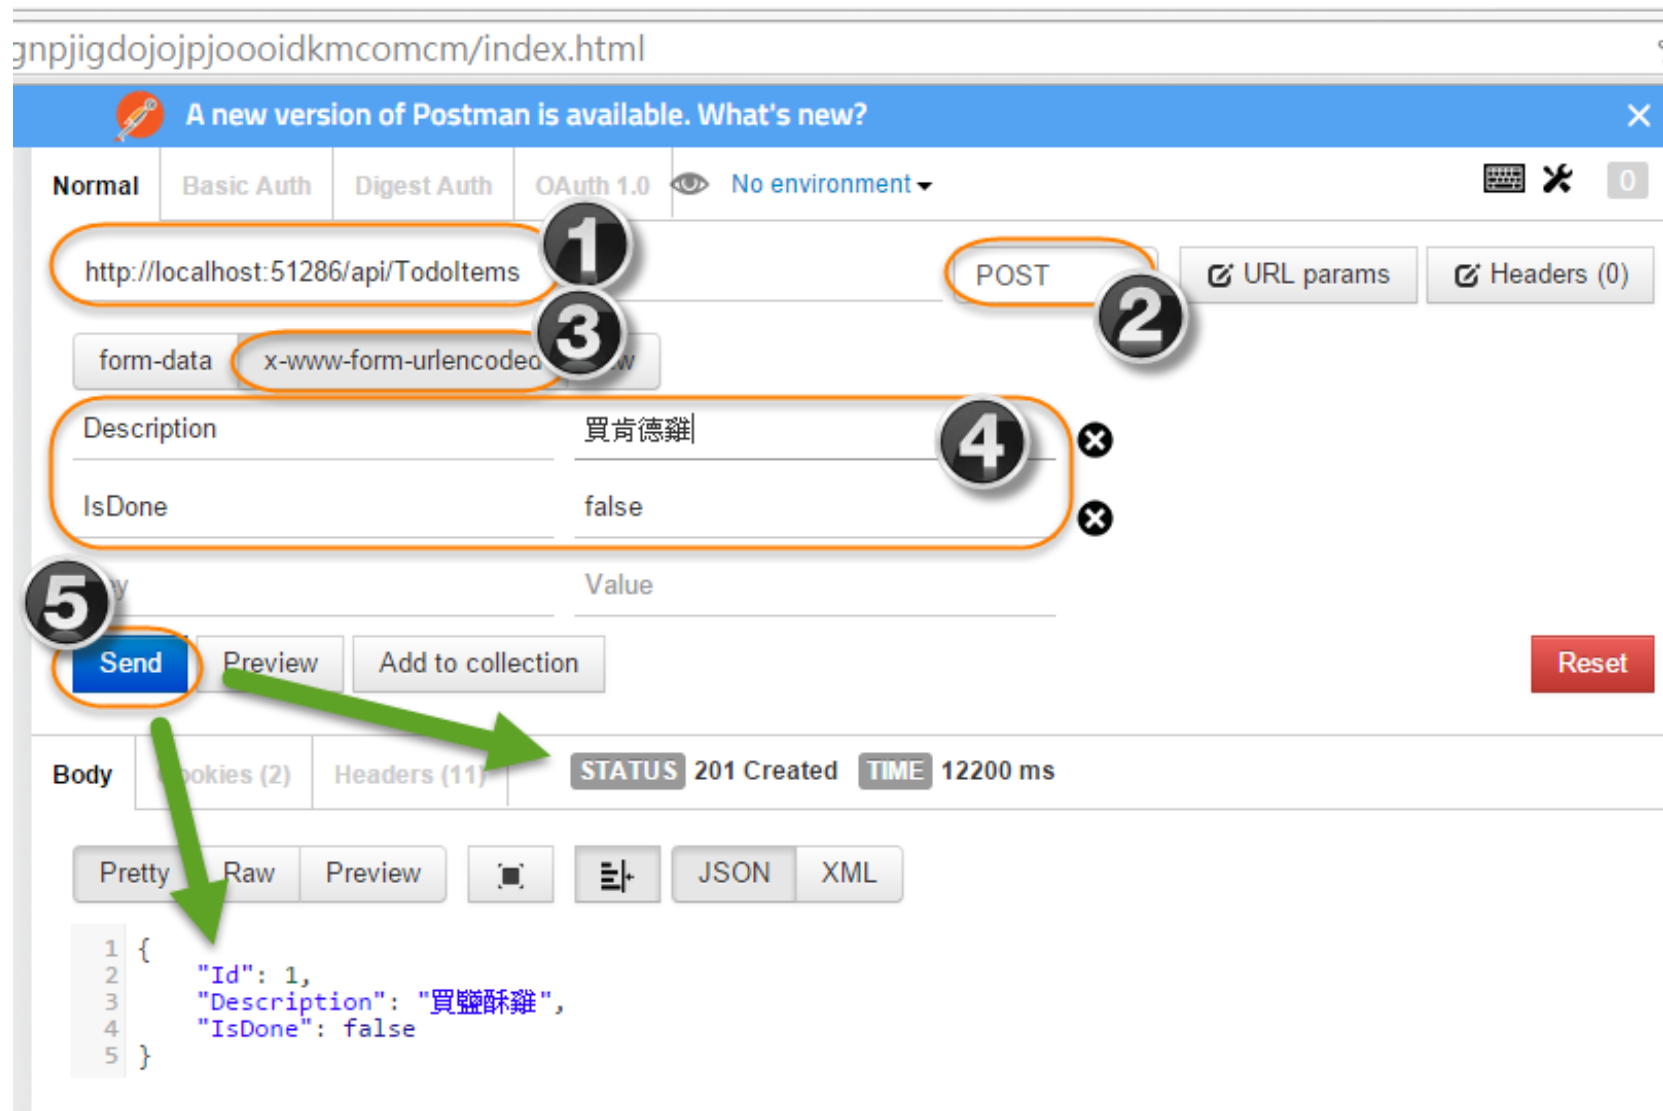 gnpjigdojojpjoooidkmcomcm/index.html
A new version of Postman is available. What's new?
Normal Basic Auth Digest Auth OAuth 1.0 No environment 0
http://localhost:51286/api/TodoItems 1 POST 2 URL params Headers (0)
form-data x-www-form-urlencoded 3
Description 買肯德雞 4
IsDone false
5 Value
Send Preview Add to collection Reset
Body Cookies (2) Headers (11) STATUS 201 Created TIME 12200 ms
Pretty Raw Preview JSON XML
1 {
2 "Id": 1,
3 "Description": "買鹽酥雞",
4 "IsDone": false
5 }